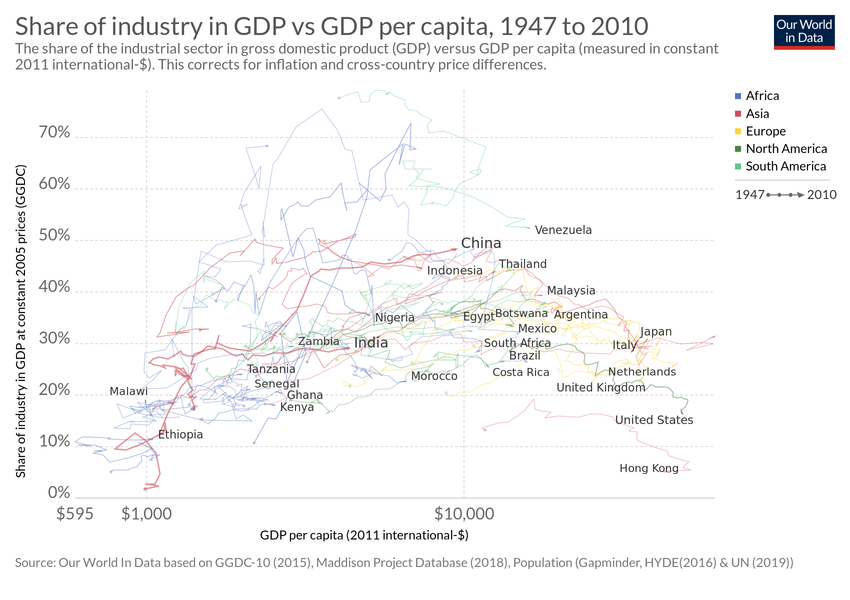 Share of industry in GDP vs GDP per capita, 1947 to 2010
Our World
in Data
The share of the industrial sector in gross domestic product (GDP) versus GDP per capita (measured in constant
2011 international-$). This corrects for inflation and cross-country price differences.
Africa
Asia
Europe
North America
South America
1947
2010
Share of industry in GDP at constant 2005 prices (GGDC)
70%
60%
50%
40%
30%
20%
10%
0%
Venezuela
China
Thailand
Indonesia
Malaysia
Nigeria
Egypt
Botswana
Argentina
Mexico
Japan
Zambia
India
South Africa
Italy
Brazil
Tanzania
Costa Rica
Netherlands
Morocco
Senegal
United Kingdom
Malawi
Ghana
Kenya
United States
Ethiopia
Hong Kong
$595
$1,000
$10,000
GDP per capita (2011 international-$)
Source: Our World In Data based on GGDC-10 (2015), Maddison Project Database (2018), Population (Gapminder, HYDE(2016) & UN (2019))